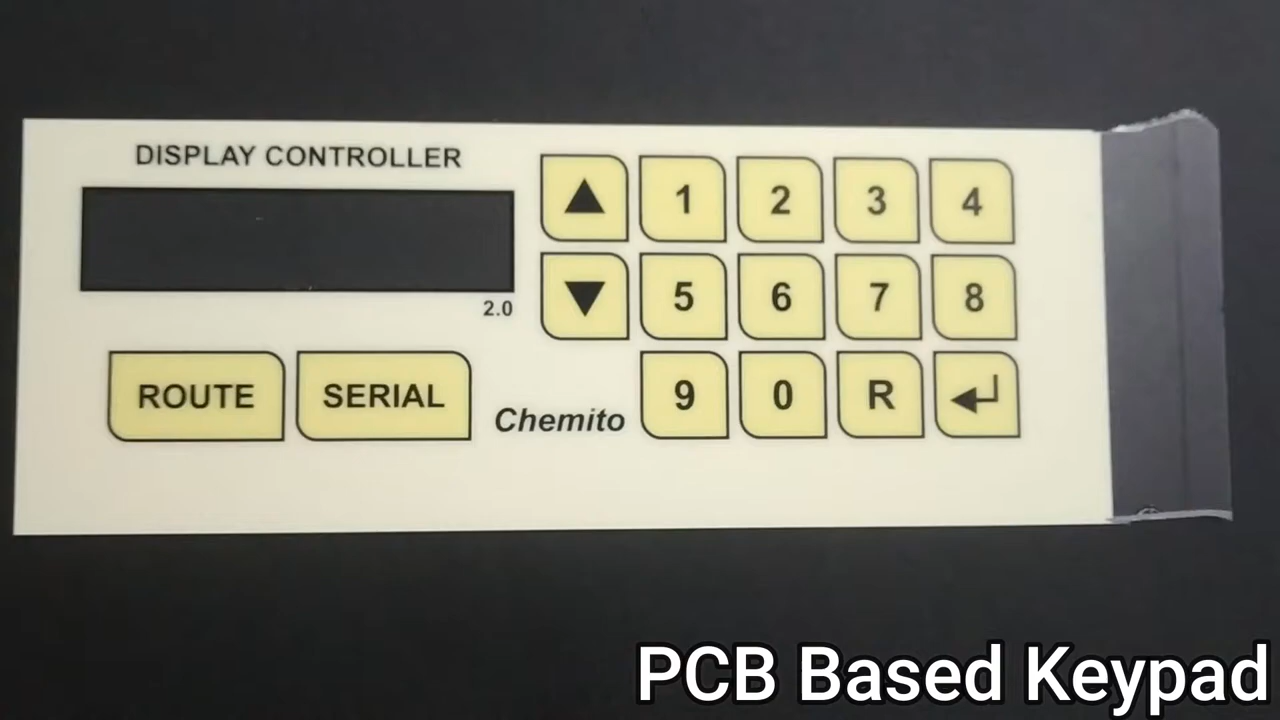 DISPLAY CONTROLLER
2.0
▲ 1 2 3 4
▼ 5 6 7 8
ROUTE SERIAL
Chemito
9 0 R ↵
PCB Based Keypad